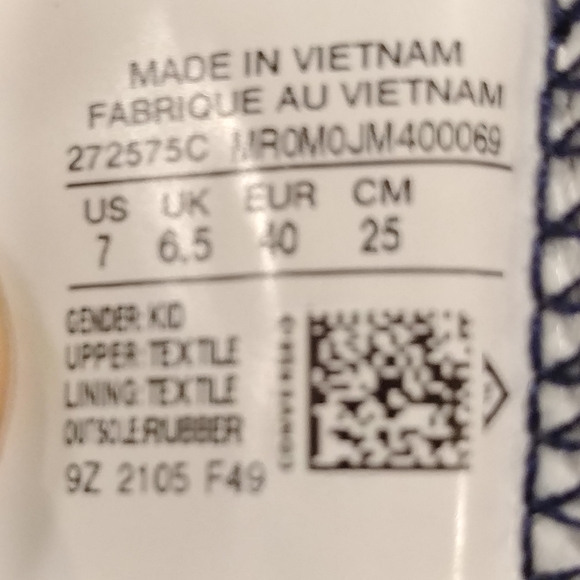 MADE IN VIETNAM
FABRIQUE AU VIETNAM
272575C MR0M0JM400069
US UK EUR CM
7 6.5 40 25
GENDER: KID
UPPER: TEXTILE
LINING: TEXTILE
OUTSOLE: RUBBER
CONVERSE
9Z 2105 F49